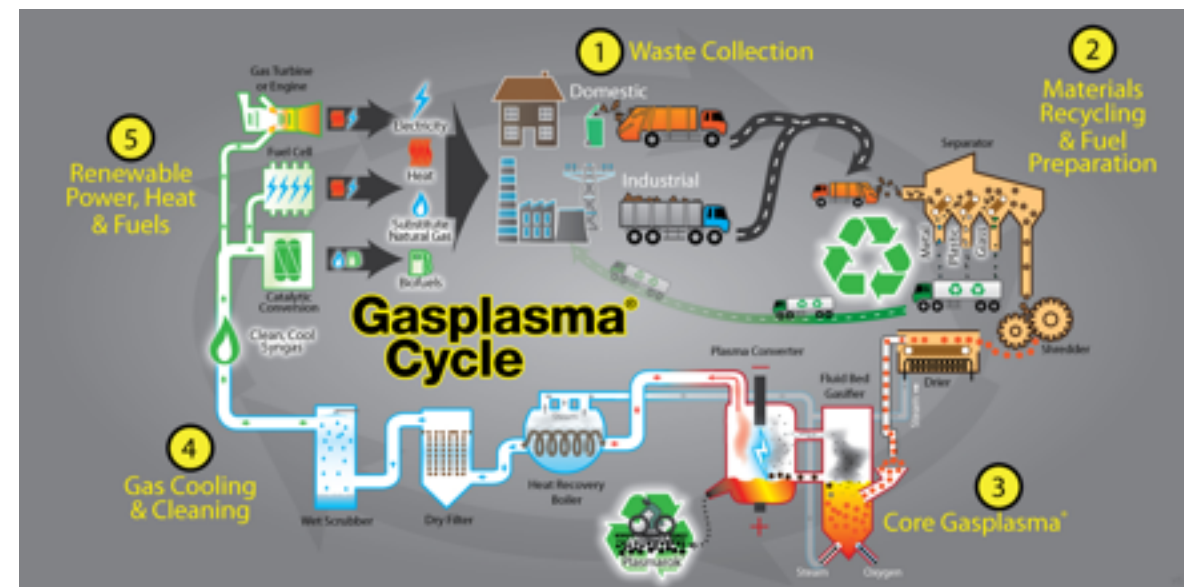 1
Waste Collection
Domestic
Industrial
2
Materials
Recycling
& Fuel
Preparation
Separator
Metal
Plastic
Glass
Shredder
Drier
Steam
3
Core Gasplasma®
Fluid Bed
Gasifier
Plasma Converter
Steam
Oxygen
Plasmarok
4
Gas Cooling
& Cleaning
Heat Recovery
Boiler
Dry Filter
Wet Scrubber
Clean, Cool
Syngas
5
Renewable
Power, Heat
& Fuels
Gas Turbine
or Engine
Fuel Cell
Catalytic
Conversion
Electricity
Heat
Substitute
Natural Gas
Biofuels
Gasplasma®
Cycle